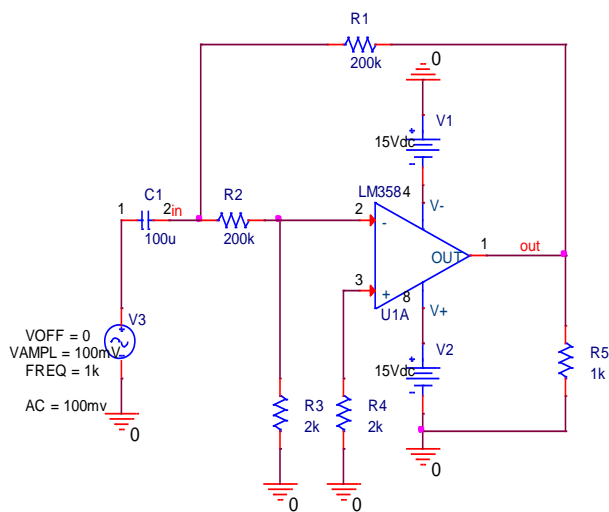 R1
200k
0
V1
15Vdc
LM358
4
V-
C1
1
2
in
100u
R2
200k
2
-
OUT
1
out
3
+
8
U1A
V+
V3
VOFF = 0
VAMPL = 100mV
FREQ = 1k
AC = 100mv
+
-
0
V2
15Vdc
+
-
+
-
R5
1k
R3
2k
R4
2k
0
0
0